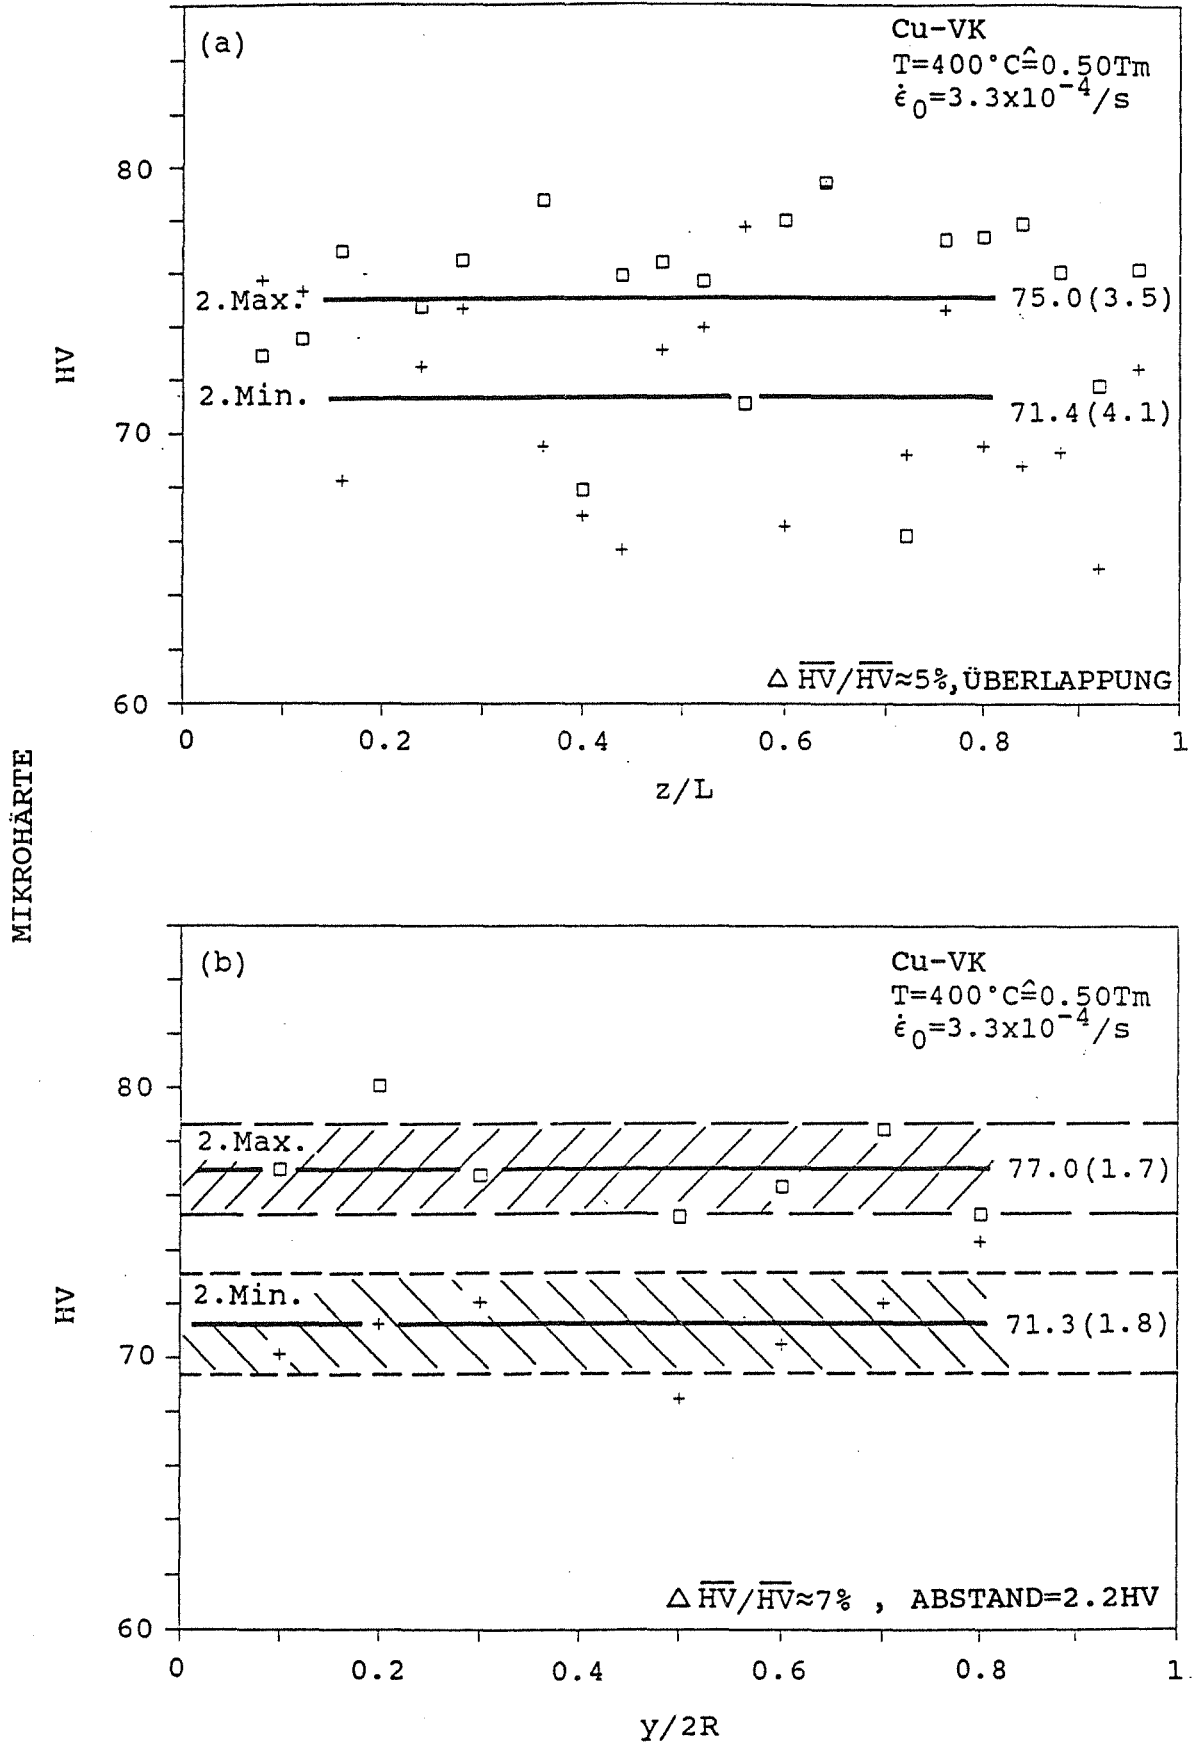 (a)
Cu-VK
T=400°C≙0.50Tm
ε̇₀=3.3x10⁻⁴/s
80
2.Max.
75.0(3.5)
HV
2.Min.
71.4(4.1)
70
△ H̅V̅/H̅V̅≈5%,ÜBERLAPPUNG
60
0 0.2 0.4 0.6 0.8 1
z/L
MIKROHÄRTE
(b)
Cu-VK
T=400°C≙0.50Tm
ε̇₀=3.3x10⁻⁴/s
80
2.Max.
77.0(1.7)
HV
2.Min.
71.3(1.8)
70
△ H̅V̅/H̅V̅≈7% , ABSTAND=2.2HV
60
0 0.2 0.4 0.6 0.8 1
y/2R